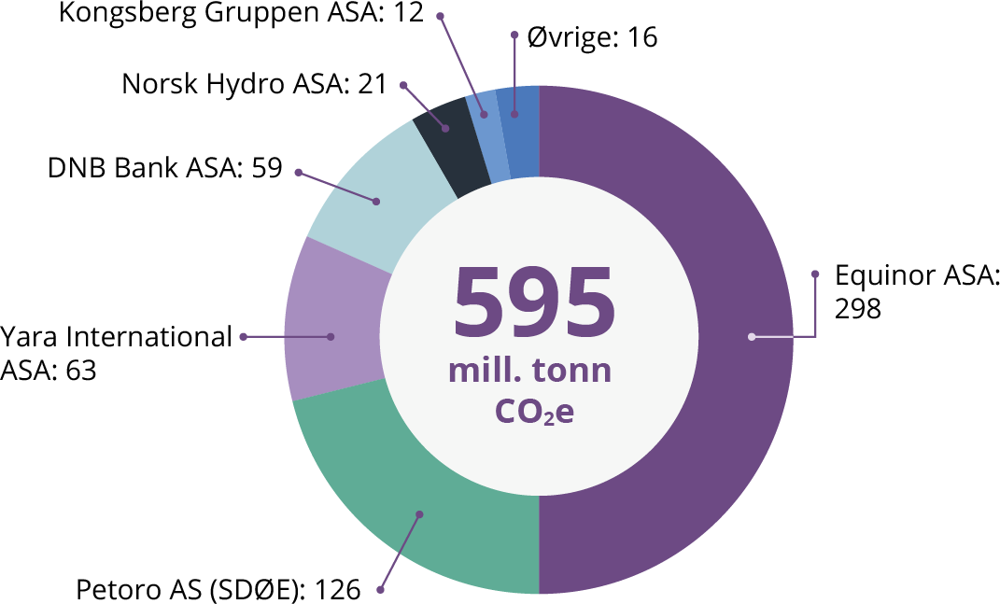 Kongsberg Gruppen ASA: 12
Øvrige: 16
Norsk Hydro ASA: 21
DNB Bank ASA: 59
Equinor ASA:
298
595
mill. tonn
CO₂e
Yara International
ASA: 63
Petoro AS (SDØE): 126